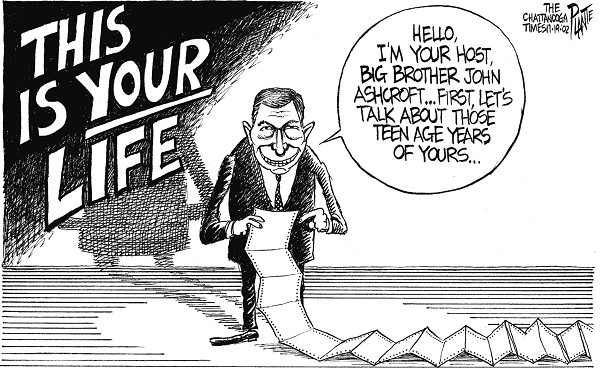 THIS
IS YOUR
LIFE
HELLO,
I'M YOUR HOST,
BIG BROTHER JOHN
ASHCROFT...FIRST, LET'S
TALK ABOUT THOSE
TEEN AGE YEARS
OF YOURS...
THE
CHATTANOOGA
TIMES 11-19-02
PLANTE